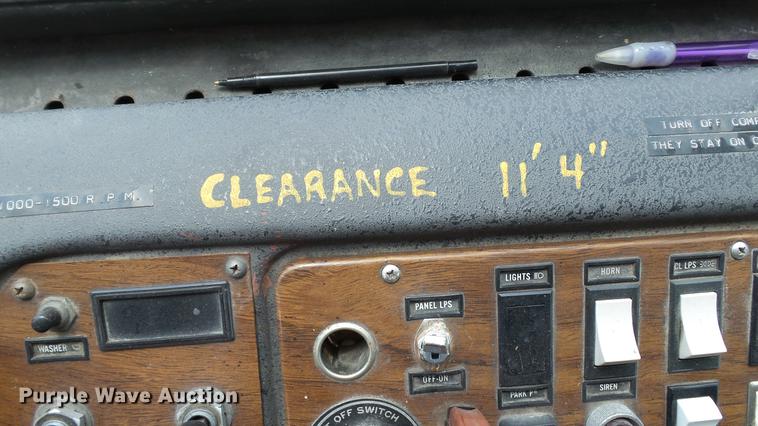 TURN OFF COMP
THEY STAY ON
CLEARANCE 11' 4"
1000-1500 R.P.M.
LIGHTS
HORN
CL LPS
PANEL LPS
WASHER
OFF-ON
PARK
SIREN
OFF SWITCH
Purple Wave Auction